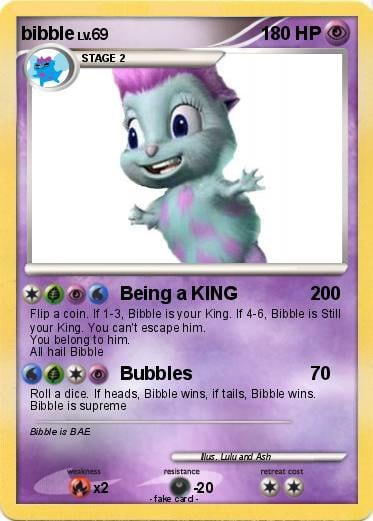 bibble LV.69 180 HP
STAGE 2
Being a KING 200
Flip a coin. If 1-3, Bibble is your King. If 4-6, Bibble is Still
your King. You can't escape him.
You belong to him.
All hail Bibble
Bubbles 70
Roll a dice. If heads, Bibble wins, if tails, Bibble wins.
Bibble is supreme
Bibble is BAE
Illus. Lulu and Ash
weakness resistance retreat cost
x2 -20
- fake card -